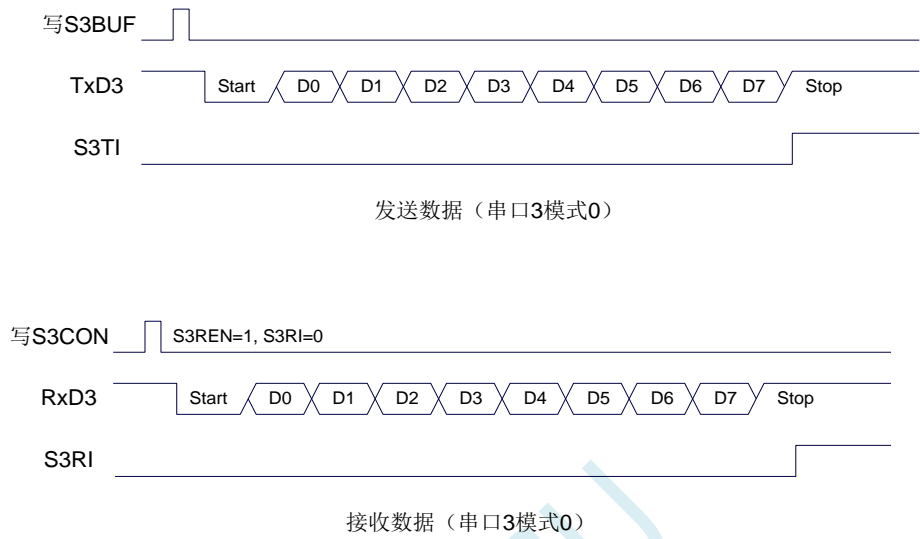 写S3BUF
TxD3 Start D0 D1 D2 D3 D4 D5 D6 D7 Stop
S3TI
发送数据（串口3模式0）
写S3CON S3REN=1, S3RI=0
RxD3 Start D0 D1 D2 D3 D4 D5 D6 D7 Stop
S3RI
接收数据（串口3模式0）